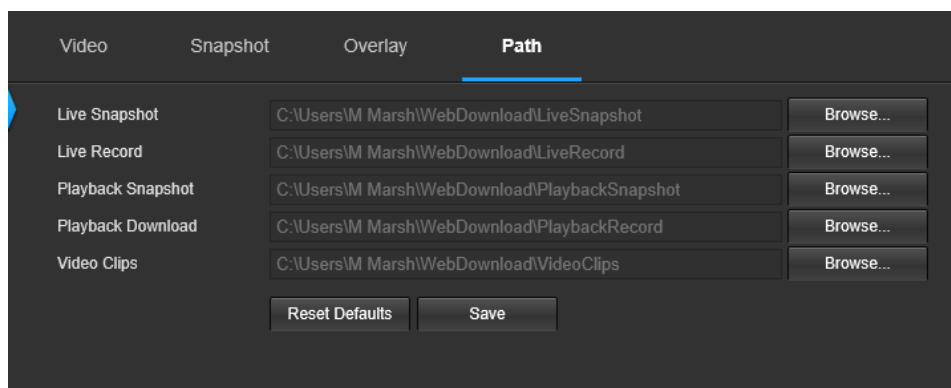 Video Snapshot Overlay Path
Live Snapshot C:\Users\M Marsh\WebDownload\LiveSnapshot Browse...
Live Record C:\Users\M Marsh\WebDownload\LiveRecord Browse...
Playback Snapshot C:\Users\M Marsh\WebDownload\PlaybackSnapshot Browse...
Playback Download C:\Users\M Marsh\WebDownload\PlaybackRecord Browse...
Video Clips C:\Users\M Marsh\WebDownload\VideoClips Browse...
Reset Defaults Save